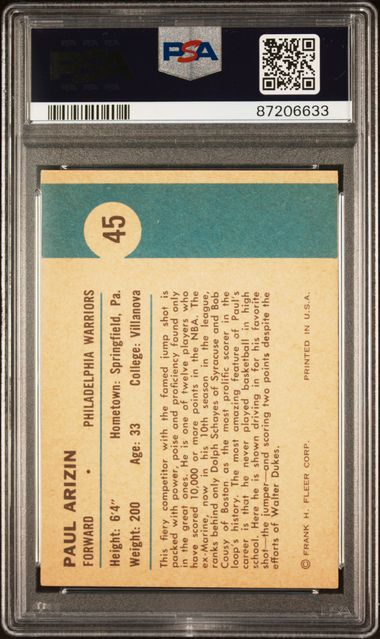 PSA
PSA
87206633
45
PAUL ARIZIN
FORWARD • PHILADELPHIA WARRIORS
Height: 6'4" Hometown: Springfield, Pa.
Weight: 200 Age: 33 College: Villanova
This fiery competitor with the famed jump shot is
packed with power, poise and proficiency found only
in the great ones. He is one of twelve players who
have scored 10,000 or more points in the NBA. The
ex-Marine, now in his 10th season in the league,
ranks behind only Dolph Schayes of Syracuse and Bob
Cousy of Boston as the most prolific scorer in the
loop's history. The most amazing feature of Paul's
career is that he never played basketball in high
school. Here he is shown driving in for his favorite
shot—the jumper—and scoring two points despite the
efforts of Walter Dukes.
© FRANK H. FLEER CORP. PRINTED IN U.S.A.